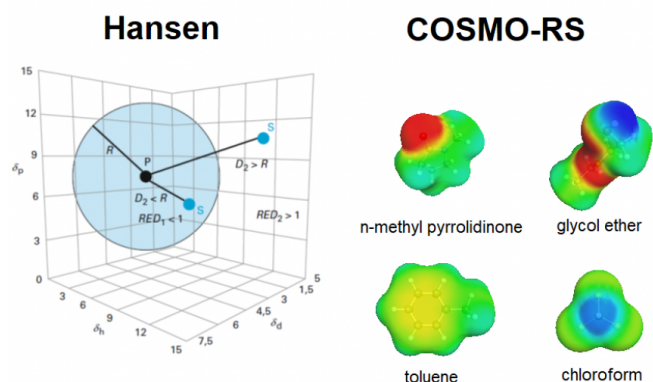 Hansen
COSMO-RS
15
12
9
6
3
0
δp
3
6
9
12
15
δh
7,5
6
4,5
3
1,5
5
δd
R
P
S
D2 > R
D2 < R
S
RED1 < 1
RED2 > 1
n-methyl pyrrolidinone
glycol ether
toluene
chloroform